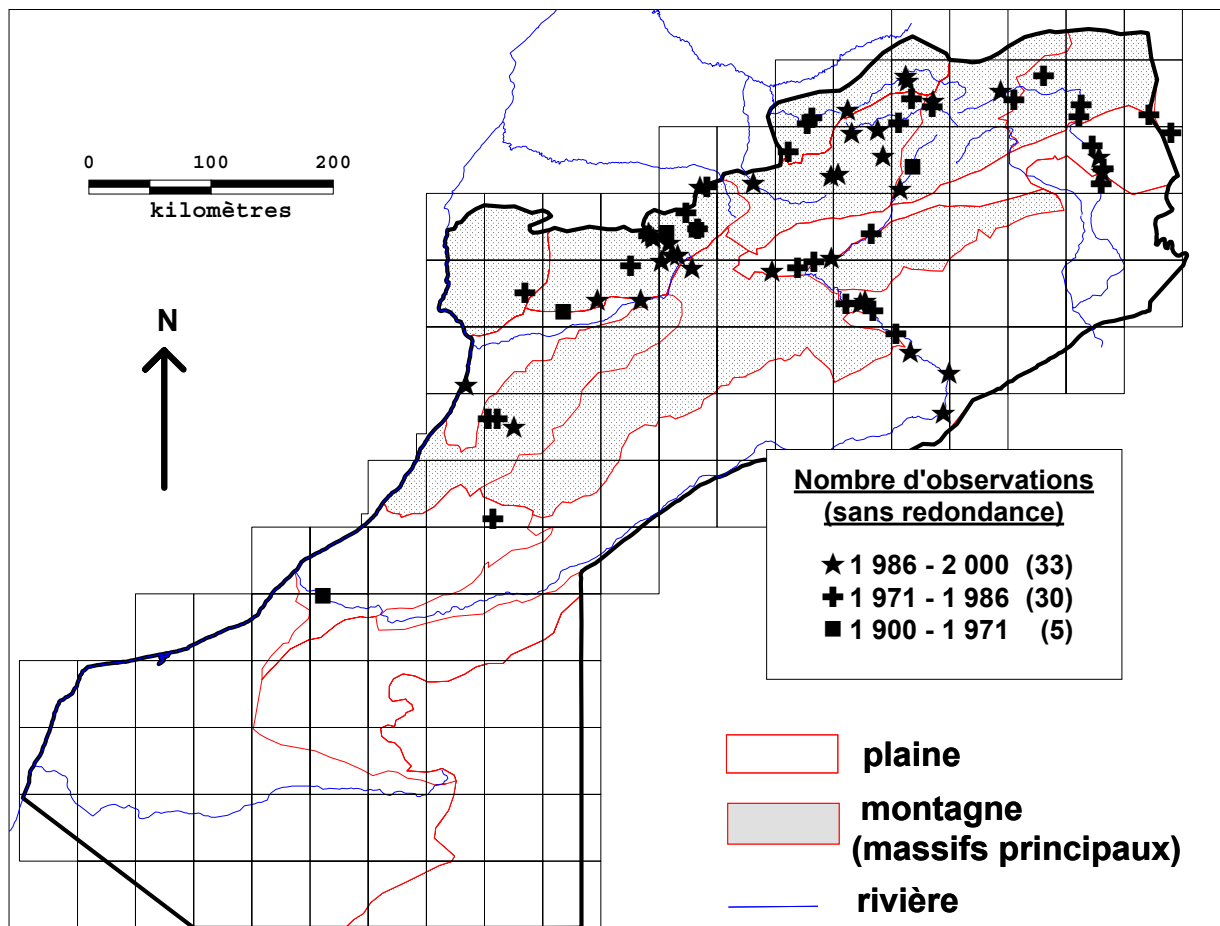 0 100 200
kilomètres
N
Nombre d'observations
(sans redondance)
1 986 - 2 000 (33)
1 971 - 1 986 (30)
1 900 - 1 971 (5)
plaine
montagne
(massifs principaux)
rivière